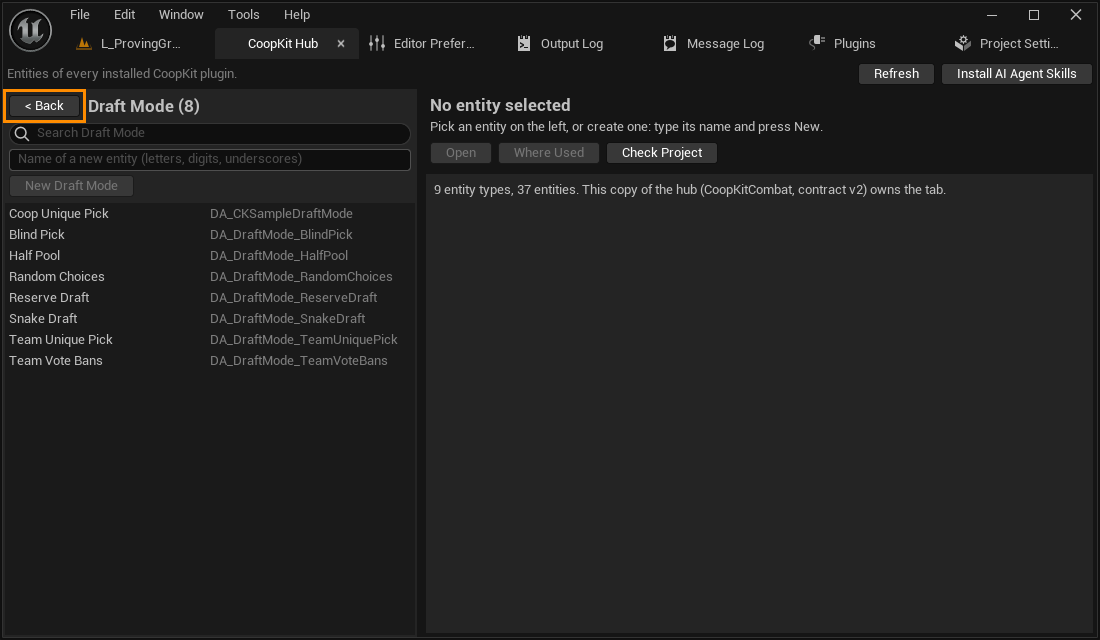 File Edit Window Tools Help
L_ProvingGr... CoopKit Hub Editor Prefer... Output Log Message Log Plugins Project Setti...
Entities of every installed CoopKit plugin. Refresh Install AI Agent Skills
< Back Draft Mode (8)
Search Draft Mode
Name of a new entity (letters, digits, underscores)
New Draft Mode
Coop Unique Pick DA_CKSampleDraftMode
Blind Pick DA_DraftMode_BlindPick
Half Pool DA_DraftMode_HalfPool
Random Choices DA_DraftMode_RandomChoices
Reserve Draft DA_DraftMode_ReserveDraft
Snake Draft DA_DraftMode_SnakeDraft
Team Unique Pick DA_DraftMode_TeamUniquePick
Team Vote Bans DA_DraftMode_TeamVoteBans
No entity selected
Pick an entity on the left, or create one: type its name and press New.
Open Where Used Check Project
9 entity types, 37 entities. This copy of the hub (CoopKitCombat, contract v2) owns the tab.